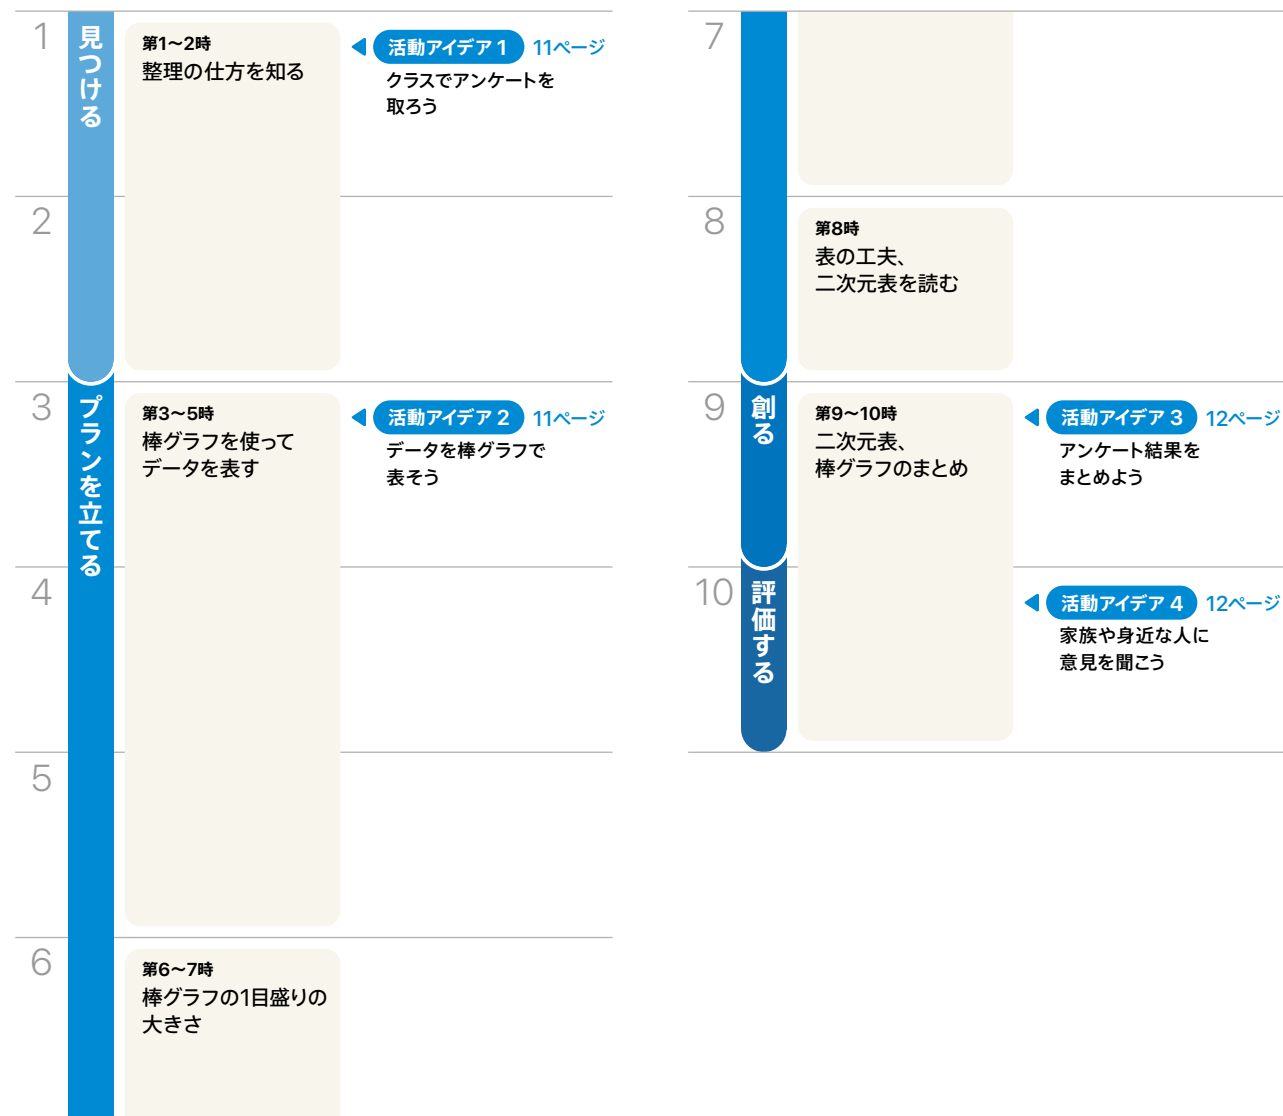 1
見つける
第1〜2時
整理の仕方を知る
活動アイデア 1 11ページ
クラスでアンケートを
取ろう
2
3
プランを立てる
第3〜5時
棒グラフを使って
データを表す
活動アイデア 2 11ページ
データを棒グラフで
表そう
4
5
6
第6〜7時
棒グラフの1目盛りの
大きさ
7
8
第8時
表の工夫、
二次元表を読む
9
創る
第9〜10時
二次元表、
棒グラフのまとめ
活動アイデア 3 12ページ
アンケート結果を
まとめよう
10
評価する
活動アイデア 4 12ページ
家族や身近な人に
意見を聞こう